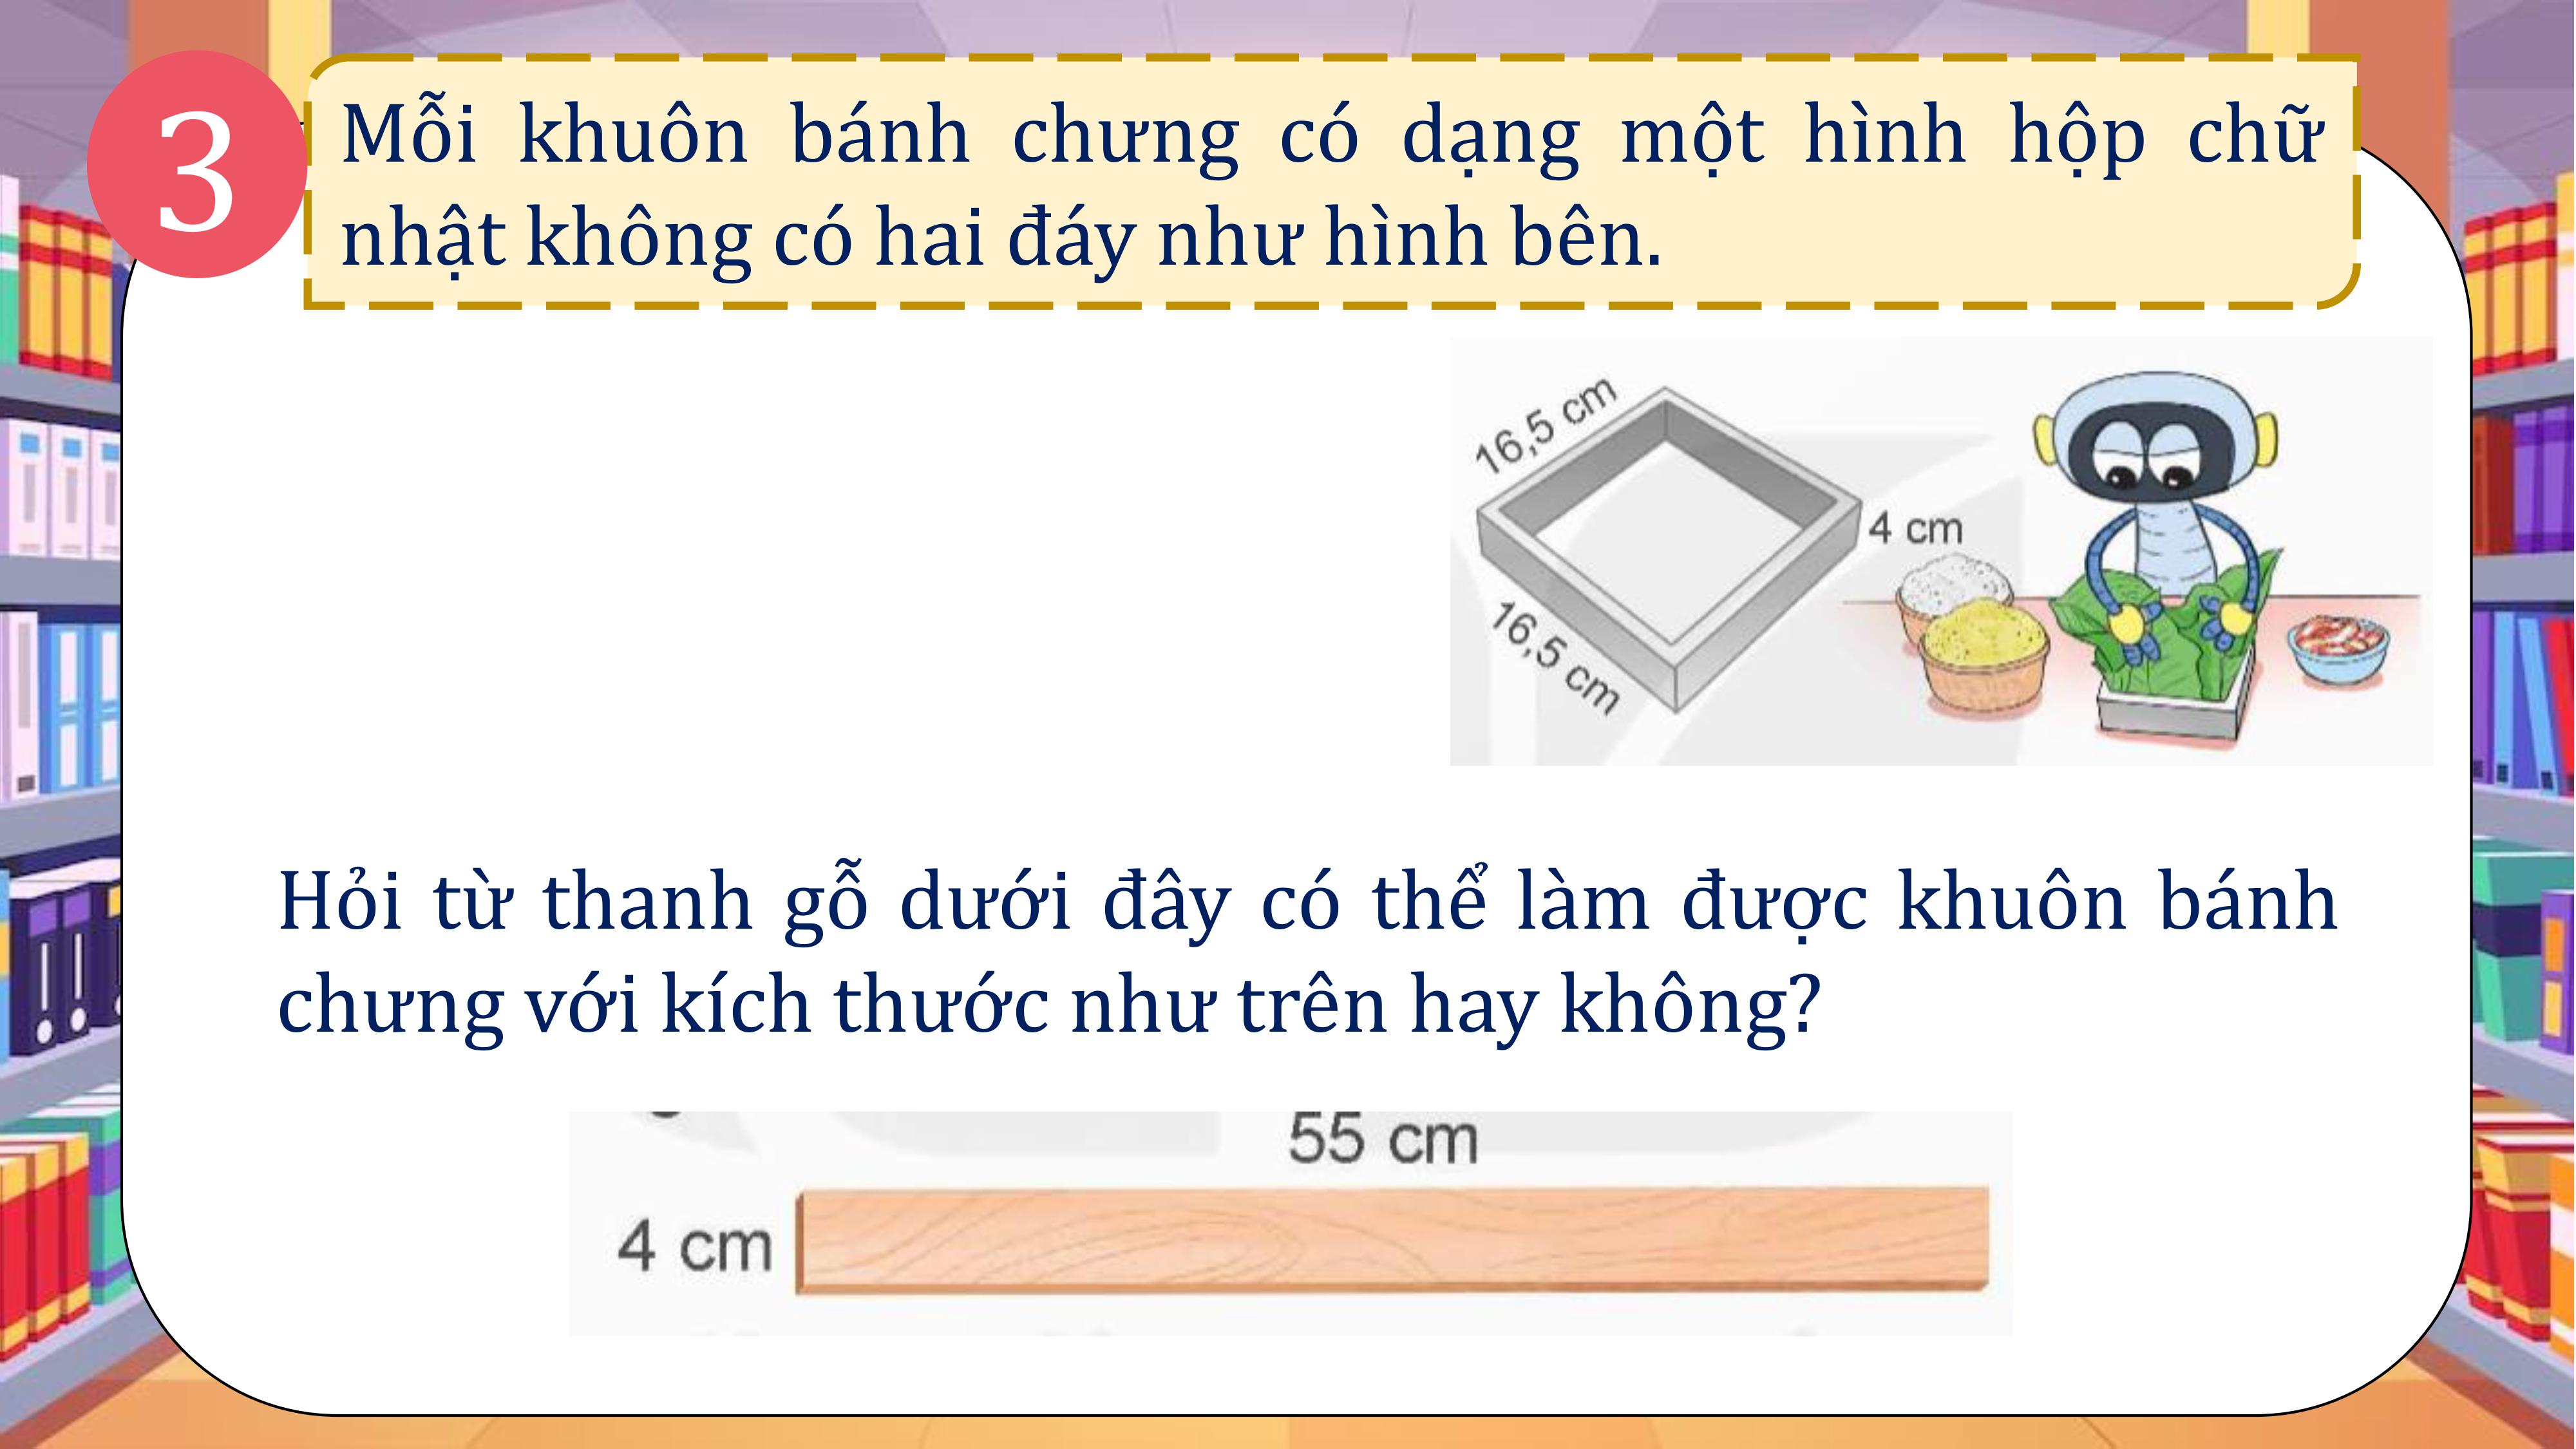 3
Mỗi khuôn bánh chưng có dạng một hình hộp chữ
nhật không có hai đáy như hình bên.
16,5 cm
4 cm
16,5 cm
Hỏi từ thanh gỗ dưới đây có thể làm được khuôn bánh
chưng với kích thước như trên hay không?
55 cm
4 cm